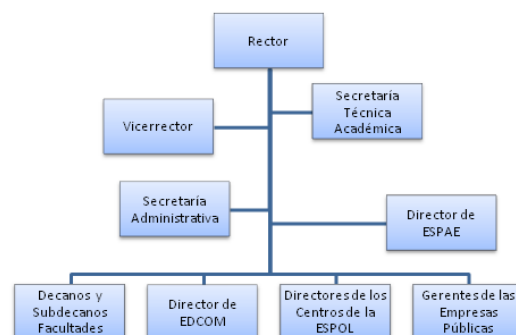 Rector
Secretaría
Técnica
Académica
Vicerrector
Secretaría
Administrativa
Director de
ESPAE
Decanos y
Subdecanos
Facultades
Director de
EDCOM
Directores de los
Centros de la
ESPOL
Gerentes de las
Empresas
Públicas